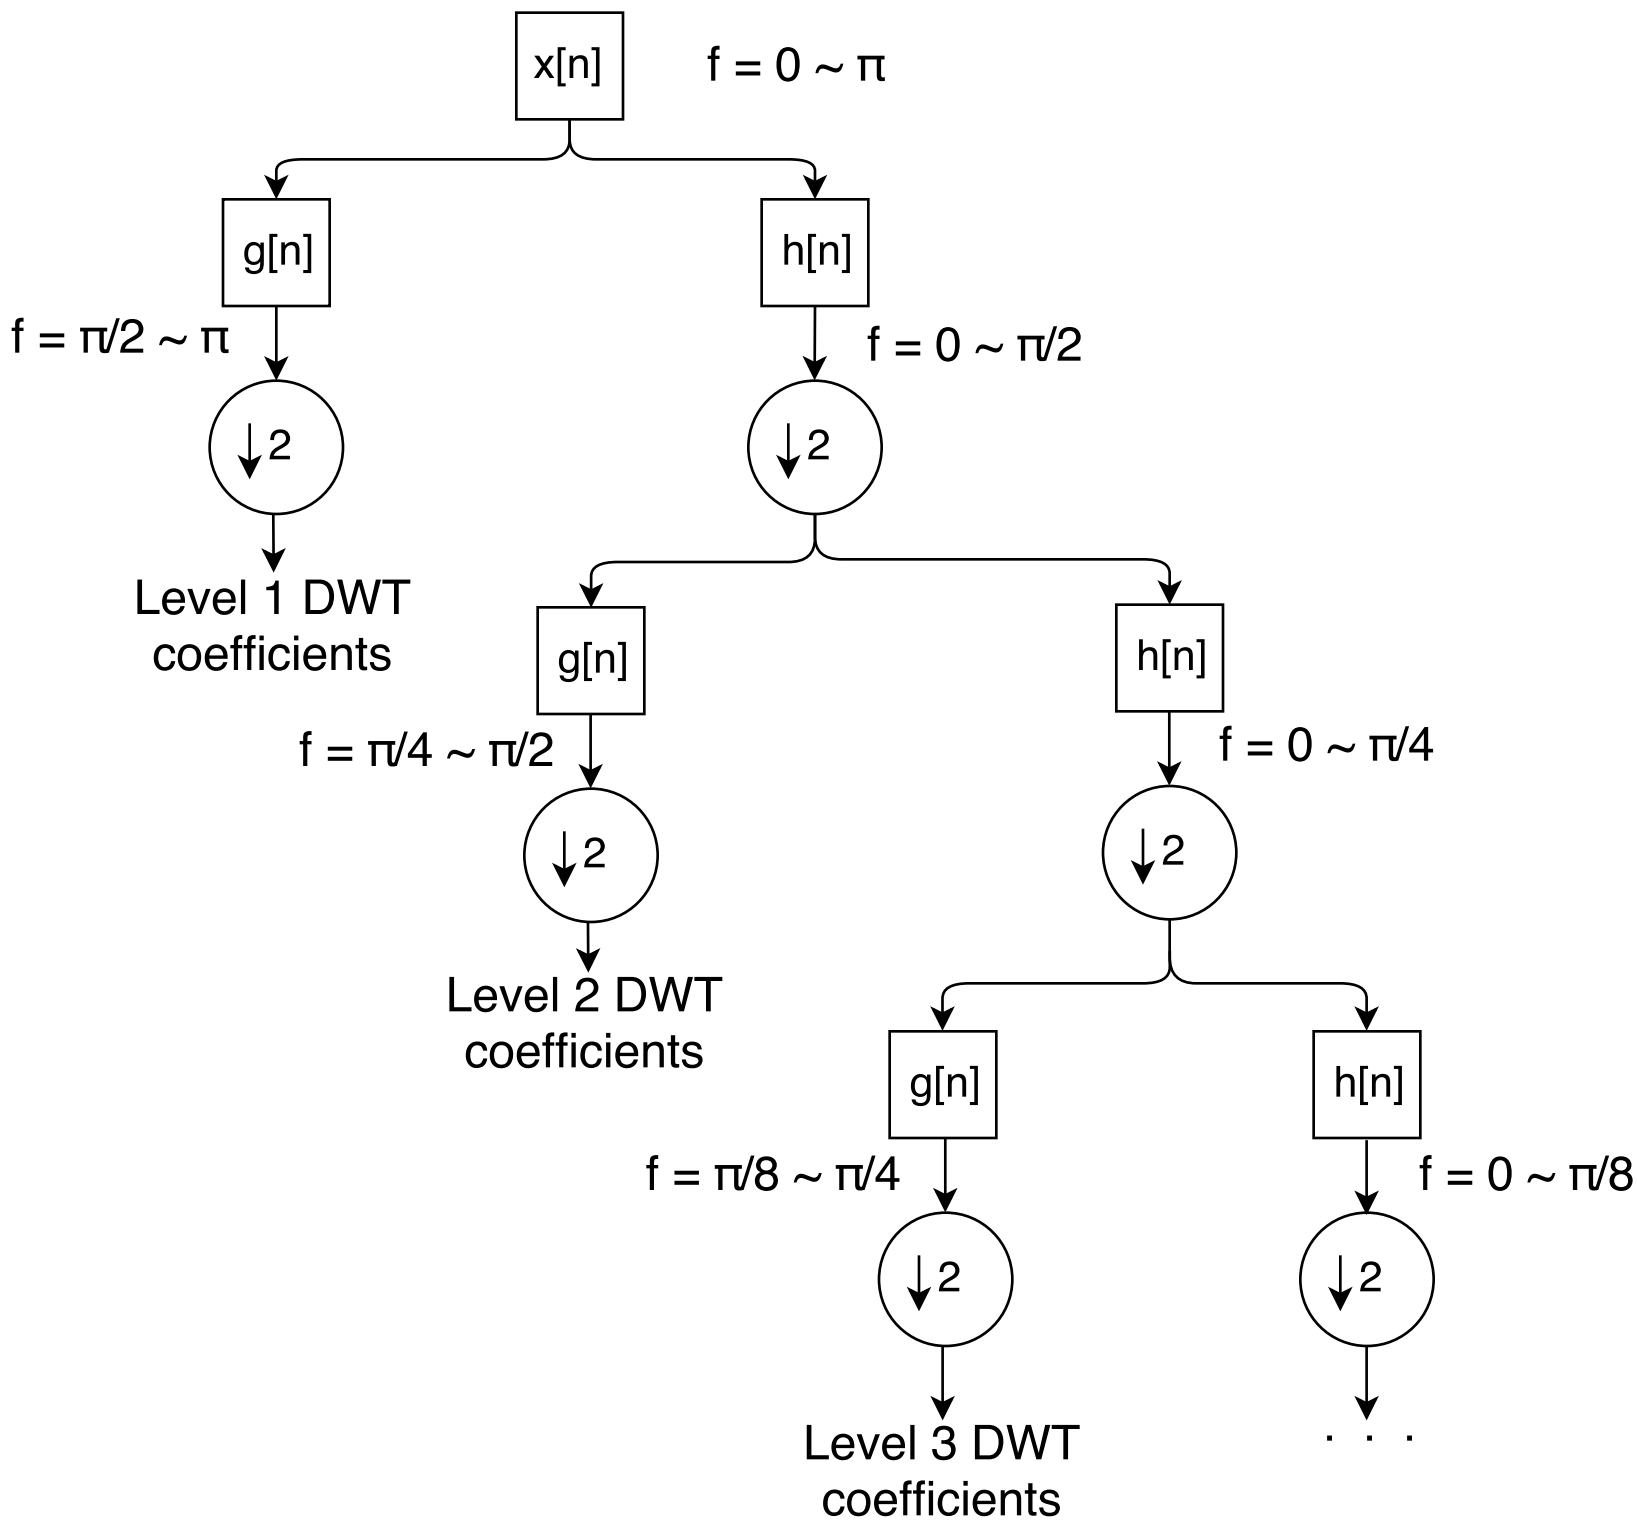 x[n]
f = 0 ~ π
g[n]
h[n]
f = π/2 ~ π
f = 0 ~ π/2
↓2
↓2
Level 1 DWT
coefficients
g[n]
h[n]
f = π/4 ~ π/2
f = 0 ~ π/4
↓2
↓2
Level 2 DWT
coefficients
g[n]
h[n]
f = π/8 ~ π/4
f = 0 ~ π/8
↓2
↓2
Level 3 DWT
coefficients
. . .